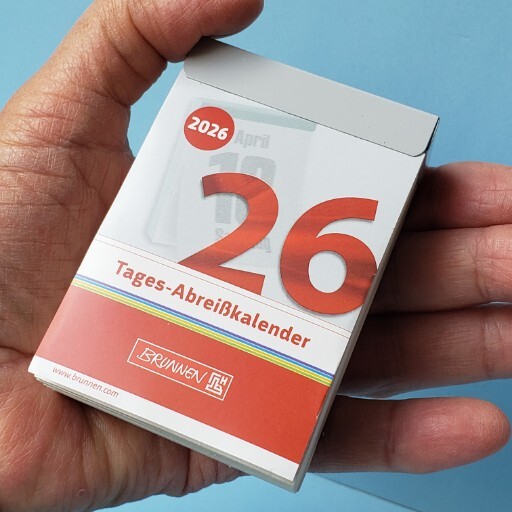 2026
April
26
Tages-Abreißkalender
BRUNNEN
www.brunnen.com